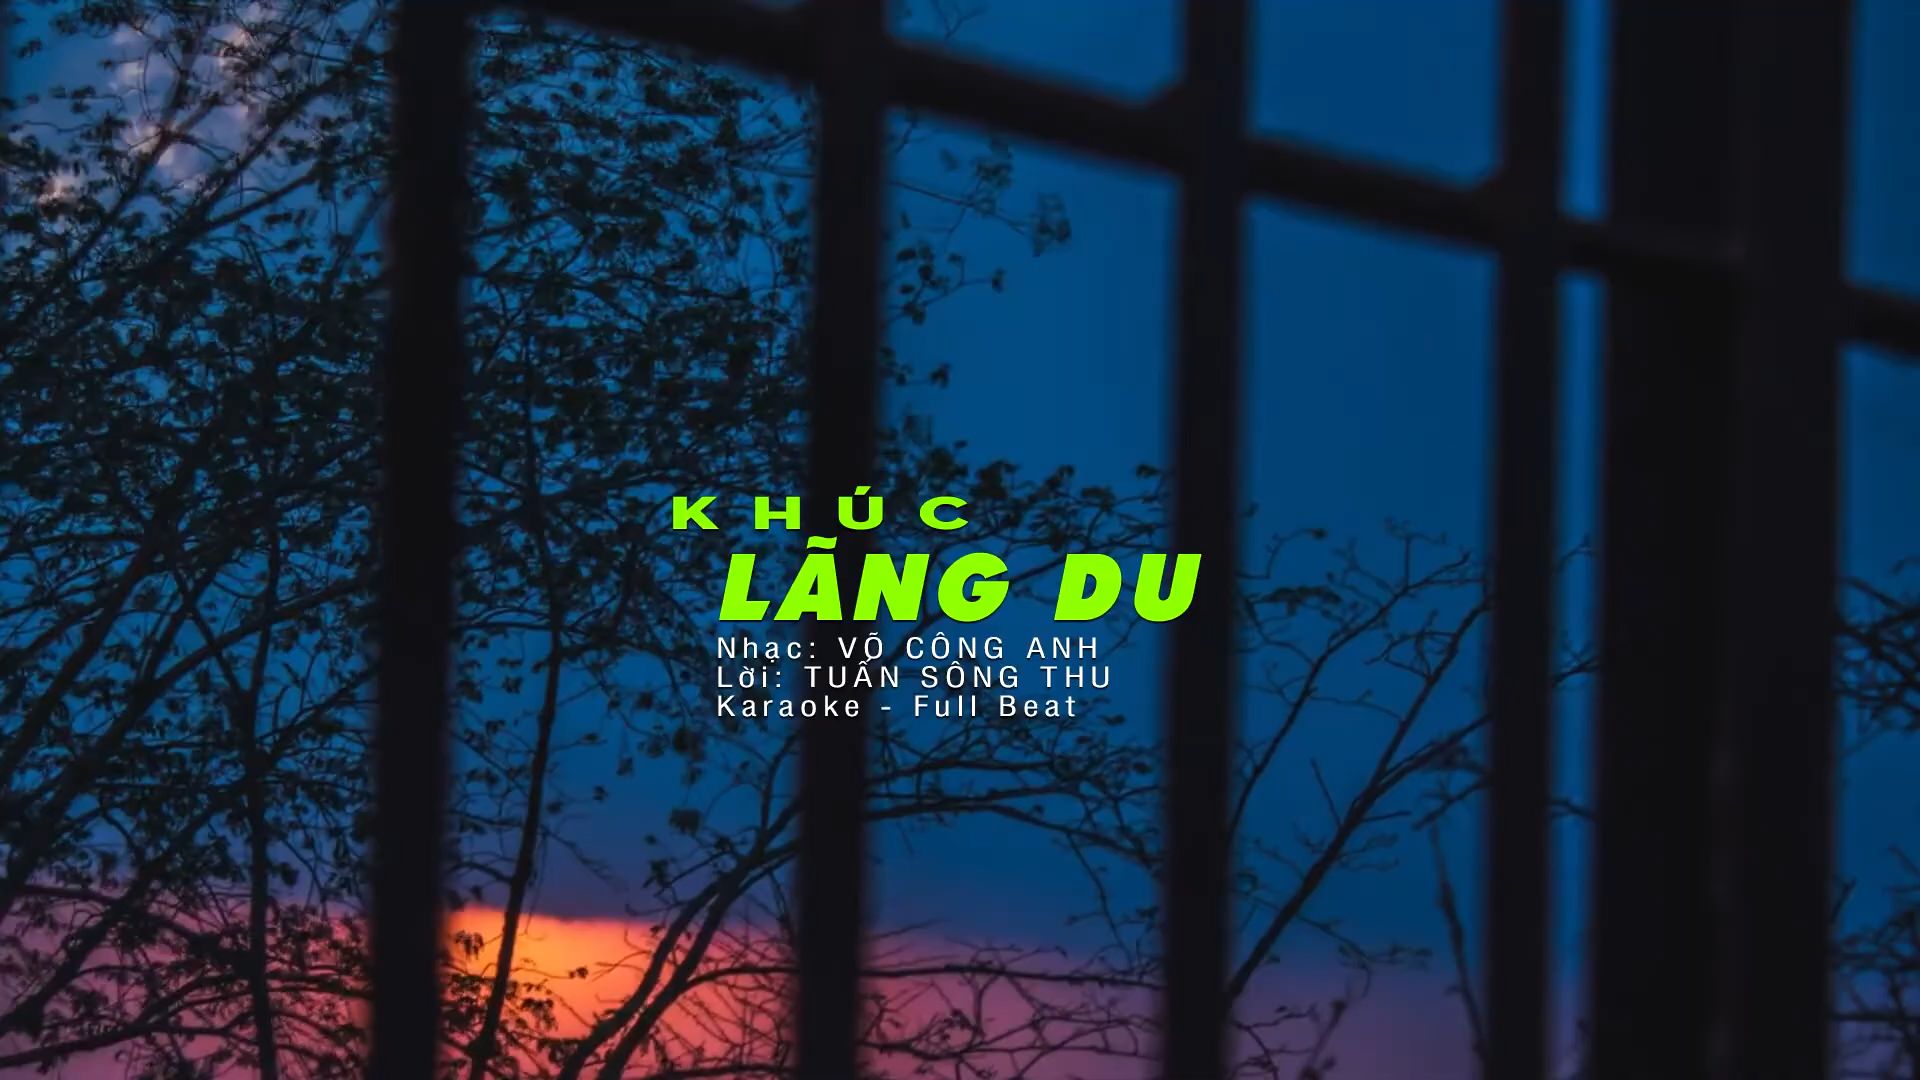 KHÚC
LÃNG DU
Nhạc: VÕ CÔNG ANH
Lời: TUẤN SÔNG THU
Karaoke - Full Beat